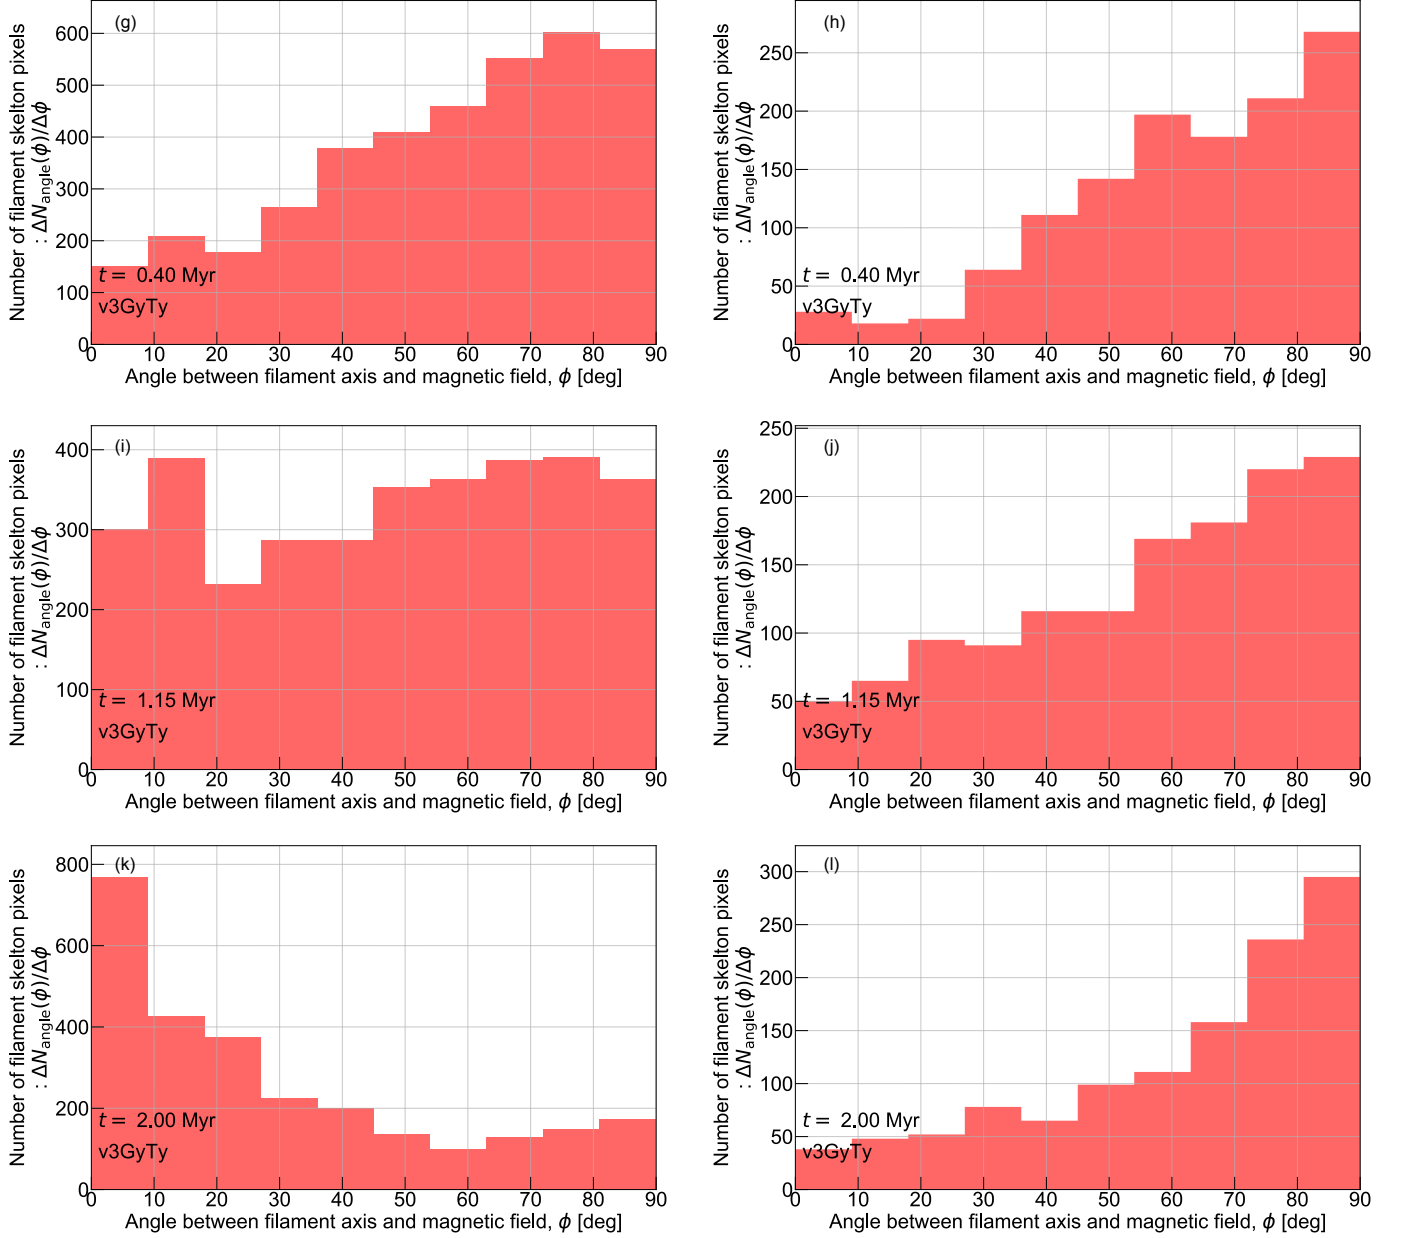 (g)
Number of filament skelton pixels
: ΔN_angle(ϕ)/Δϕ
600
500
400
300
200
100
0
t = 0.40 Myr
v3GyTy
0 10 20 30 40 50 60 70 80 90
Angle between filament axis and magnetic field, ϕ [deg]
(h)
Number of filament skelton pixels
: ΔN_angle(ϕ)/Δϕ
250
200
150
100
50
0
t = 0.40 Myr
v3GyTy
0 10 20 30 40 50 60 70 80 90
Angle between filament axis and magnetic field, ϕ [deg]
(i)
Number of filament skelton pixels
: ΔN_angle(ϕ)/Δϕ
400
300
200
100
0
t = 1.15 Myr
v3GyTy
0 10 20 30 40 50 60 70 80 90
Angle between filament axis and magnetic field, ϕ [deg]
(j)
Number of filament skelton pixels
: ΔN_angle(ϕ)/Δϕ
250
200
150
100
50
0
t = 1.15 Myr
v3GyTy
0 10 20 30 40 50 60 70 80 90
Angle between filament axis and magnetic field, ϕ [deg]
(k)
Number of filament skelton pixels
: ΔN_angle(ϕ)/Δϕ
800
600
400
200
0
t = 2.00 Myr
v3GyTy
0 10 20 30 40 50 60 70 80 90
Angle between filament axis and magnetic field, ϕ [deg]
(l)
Number of filament skelton pixels
: ΔN_angle(ϕ)/Δϕ
300
250
200
150
100
50
0
t = 2.00 Myr
v3GyTy
0 10 20 30 40 50 60 70 80 90
Angle between filament axis and magnetic field, ϕ [deg]